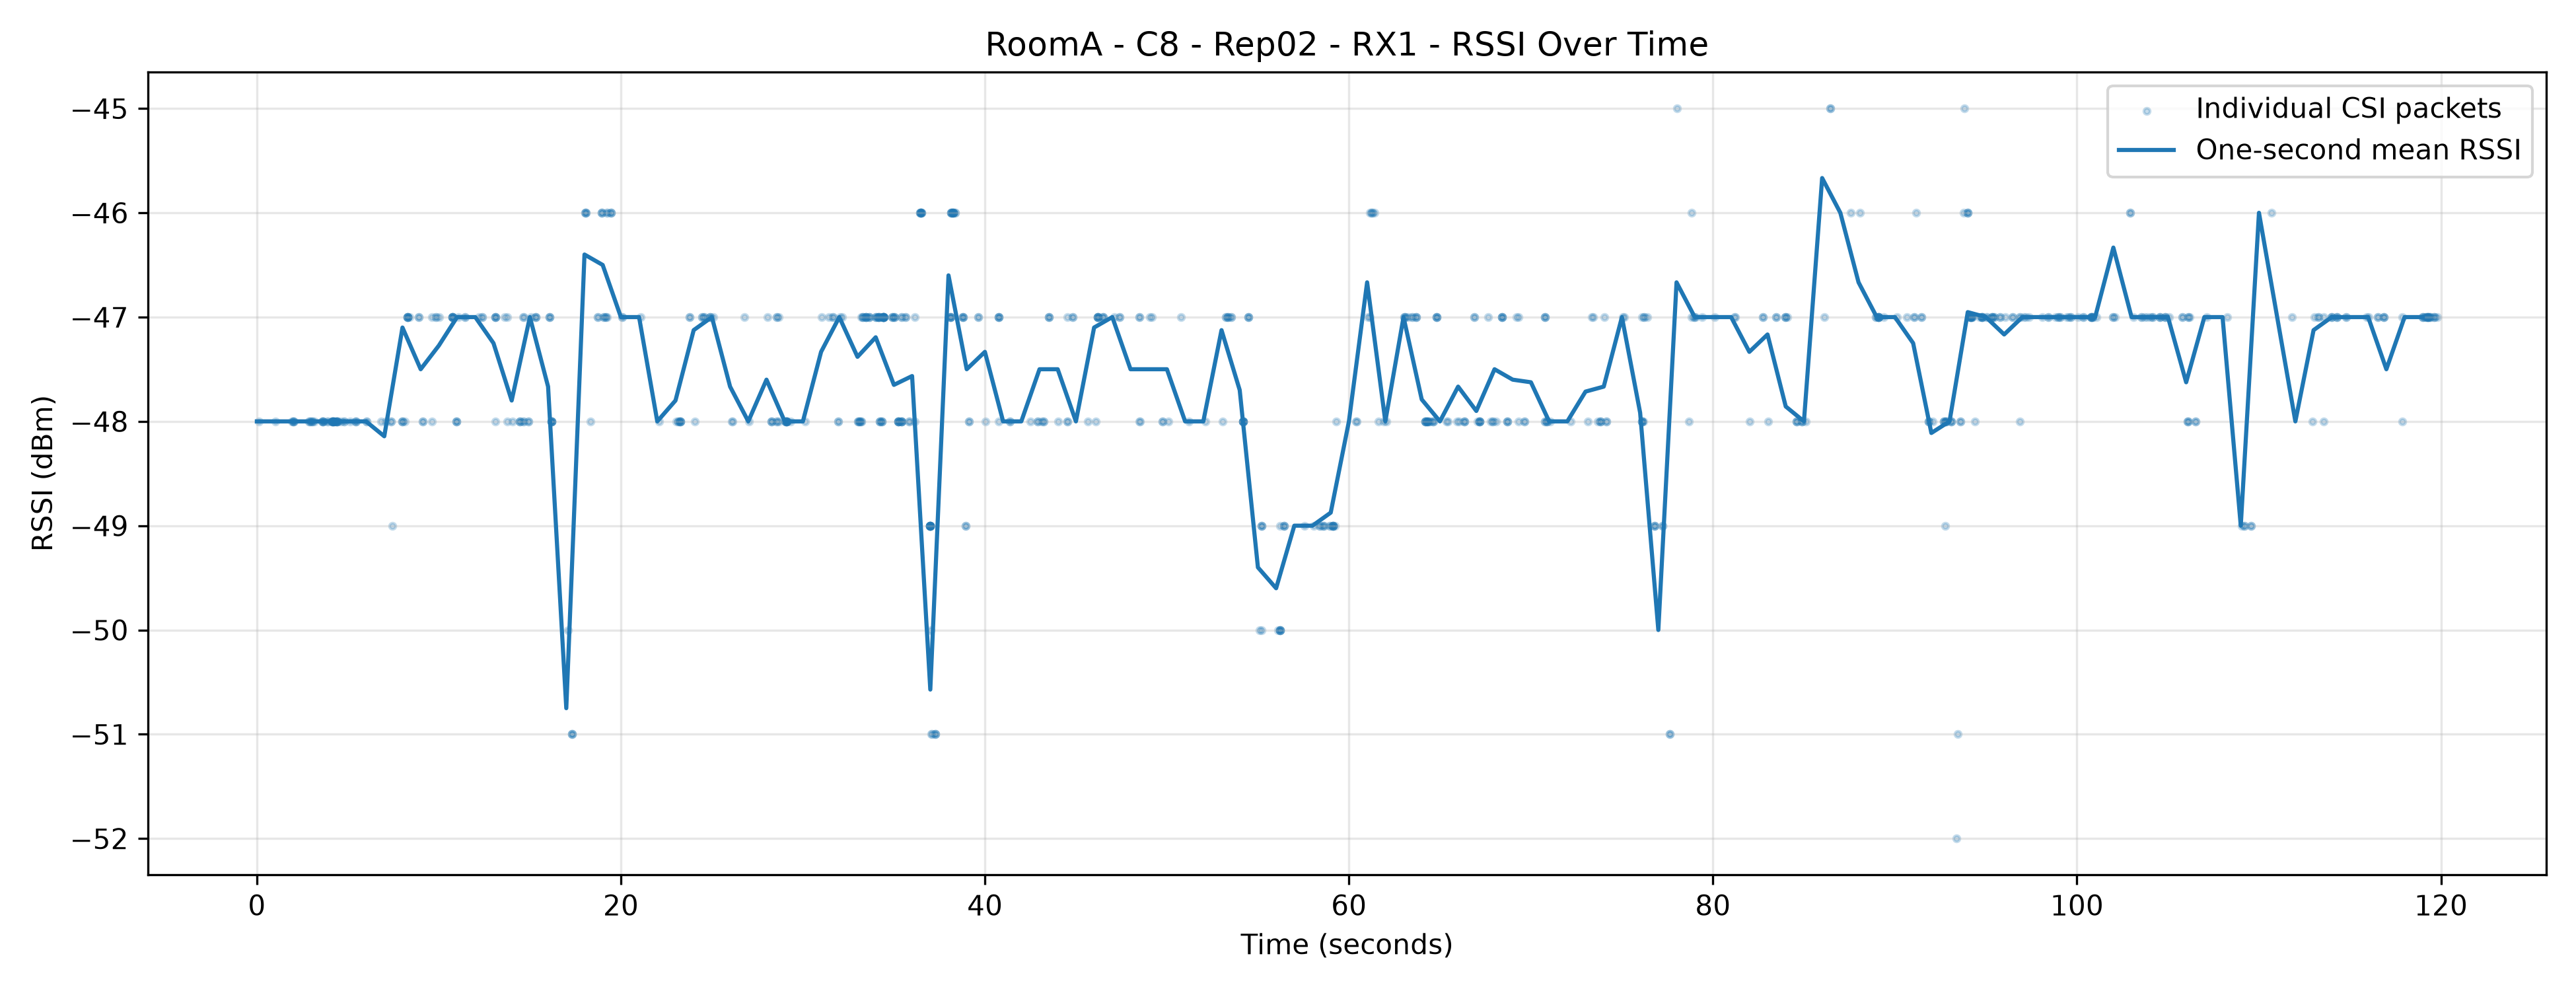 RoomA - C8 - Rep02 - RX1 - RSSI Over Time
Individual CSI packets
One-second mean RSSI
RSSI (dBm)
−45
−46
−47
−48
−49
−50
−51
−52
0 20 40 60 80 100 120
Time (seconds)